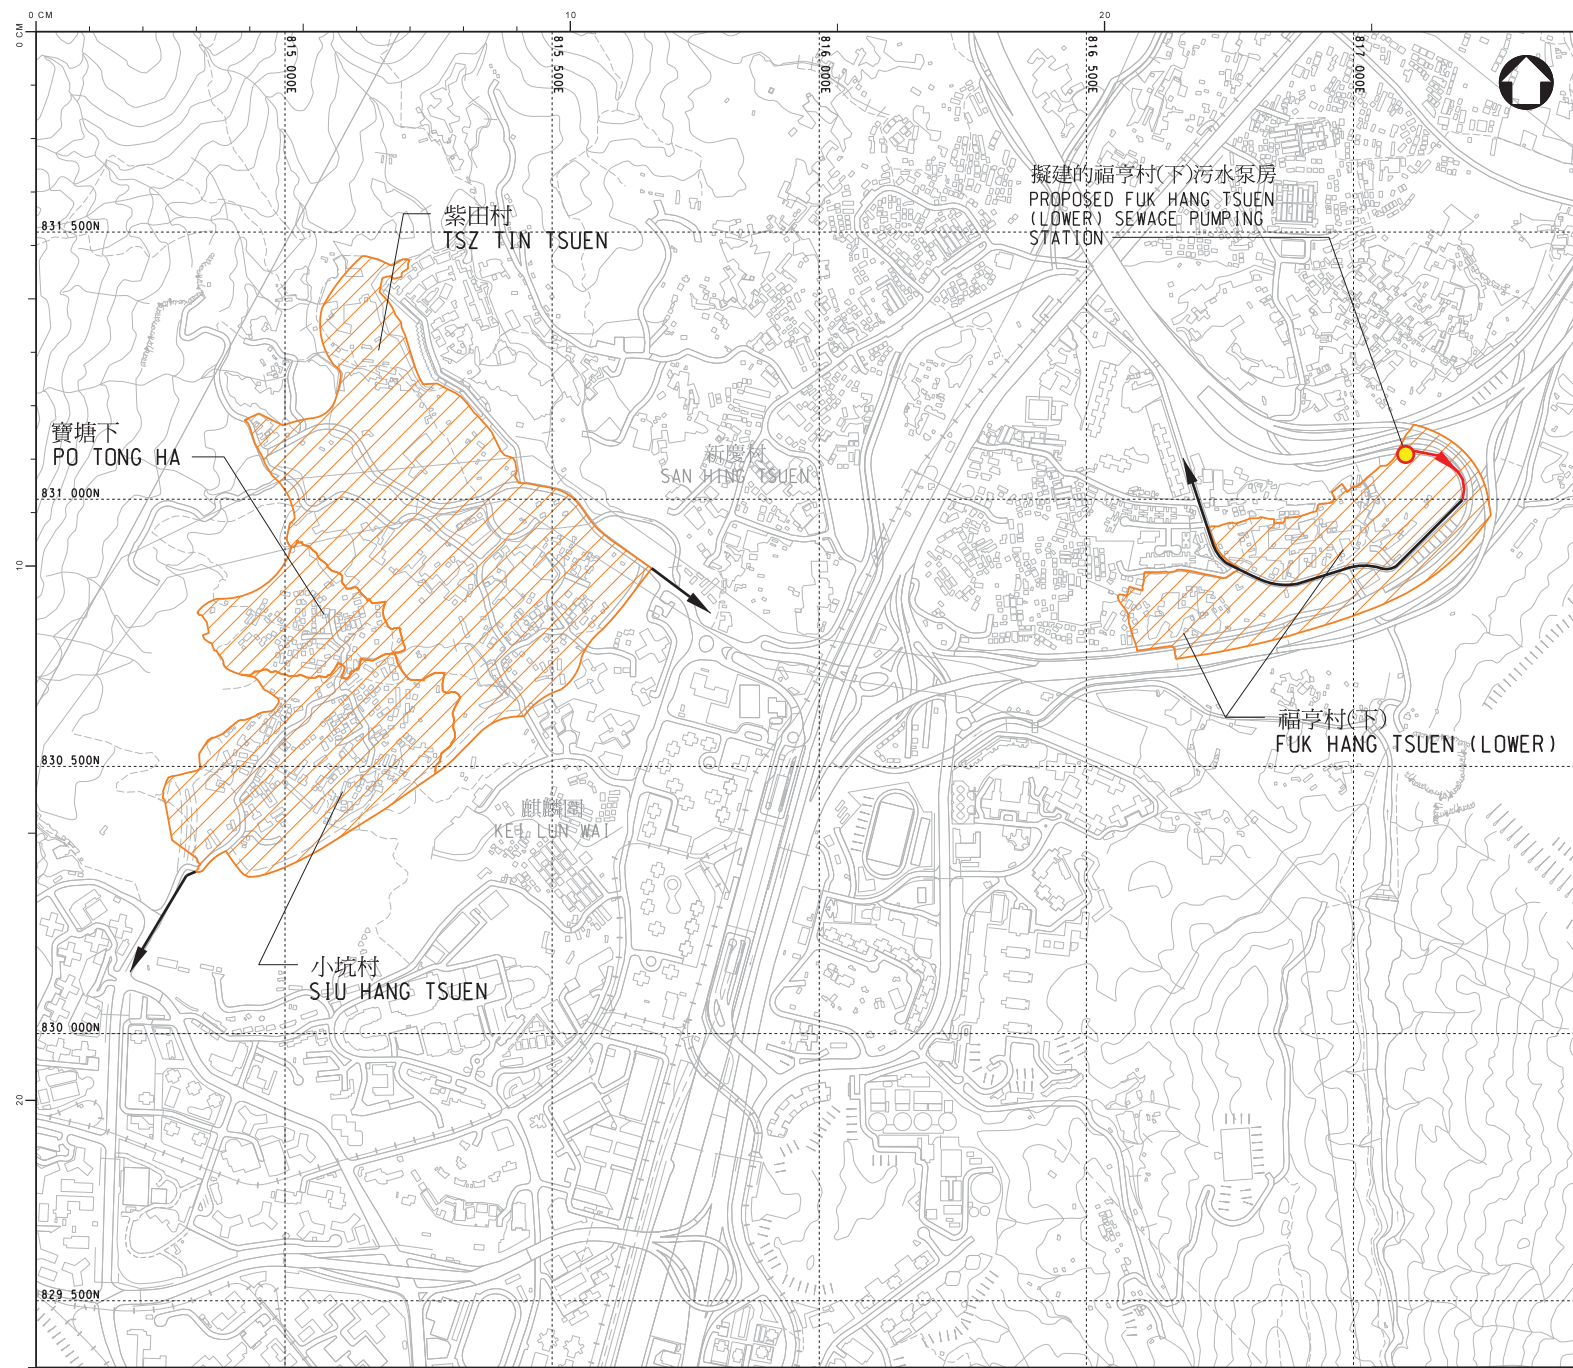 0 CM
10
20
0 CM
10
20
815 000E
815 500E
816 000E
816 500E
817 000E
擬建的福亨村(下)污水泵房
PROPOSED FUK HANG TSUEN
(LOWER) SEWAGE PUMPING
STATION
紫田村
TSZ TIN TSUEN
831 500N
寶塘下
PO TONG HA
新慶村
SAN HING TSUEN
831 000N
福亨村(下)
FUK HANG TSUEN (LOWER)
830 500N
麒麟圍
KEI LUN WAI
小坑村
SIU HANG TSUEN
830 000N
829 500N